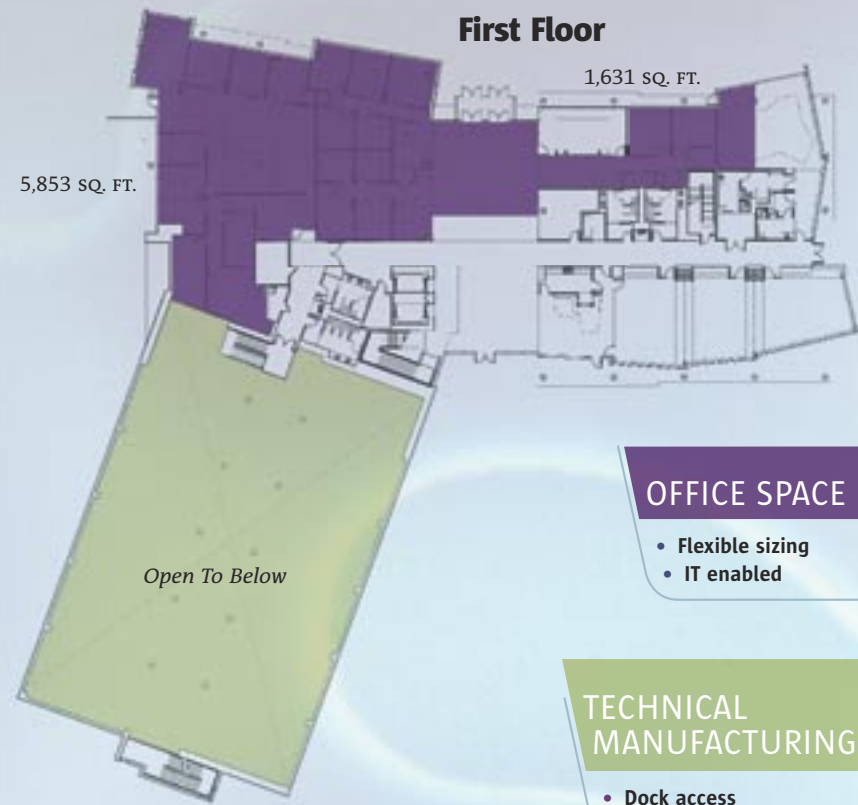 First Floor
1,631 SQ. FT.
5,853 SQ. FT.
Open To Below
OFFICE SPACE
• Flexible sizing
• IT enabled
TECHNICAL
MANUFACTURING
• Dock access